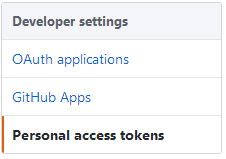 Developer settings
OAuth applications
GitHub Apps
Personal access tokens